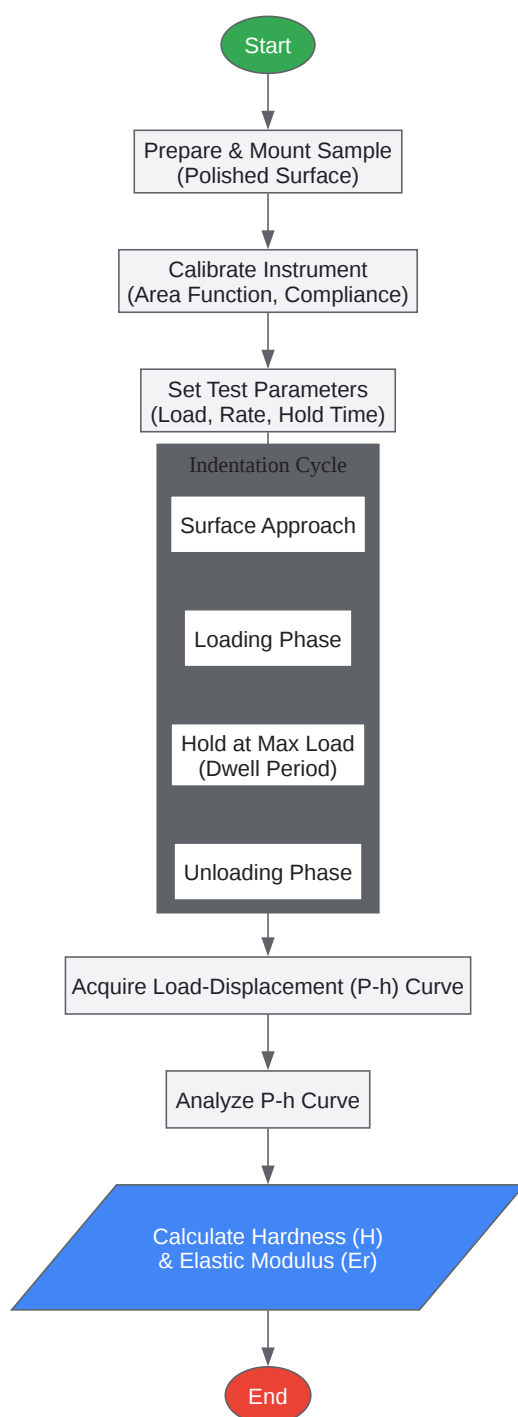 Start
Prepare & Mount Sample
(Polished Surface)
Calibrate Instrument
(Area Function, Compliance)
Set Test Parameters
(Load, Rate, Hold Time)
Indentation Cycle
Surface Approach
Loading Phase
Hold at Max Load
(Dwell Period)
Unloading Phase
Acquire Load-Displacement (P-h) Curve
Analyze P-h Curve
Calculate Hardness (H)
& Elastic Modulus (Er)
End